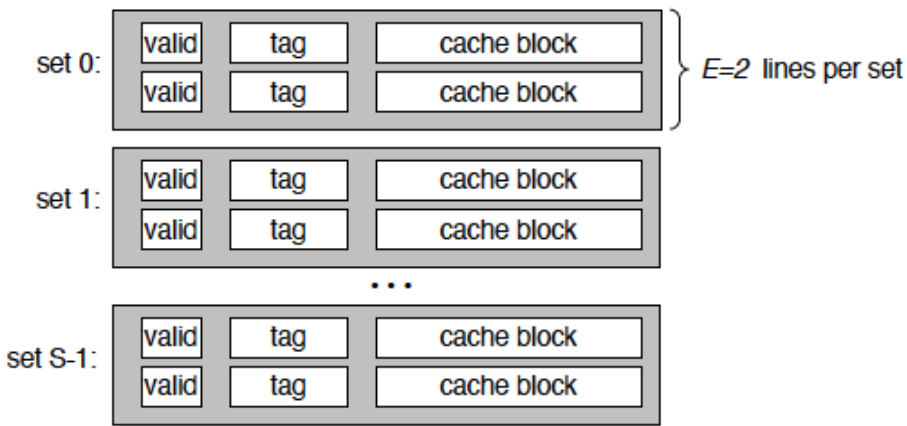 valid tag cache block
set 0:
E=2 lines per set
valid tag cache block
valid tag cache block
set 1:
valid tag cache block
...
valid tag cache block
set S-1:
valid tag cache block